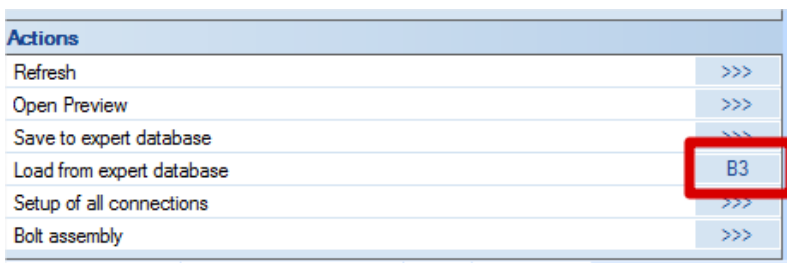 Actions
Refresh >>>
Open Preview >>>
Save to expert database >>>
Load from expert database B3
Setup of all connections >>>
Bolt assembly >>>